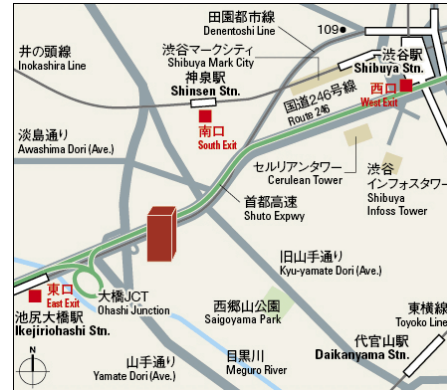 田園都市線
Denentoshi Line
109
井の頭線
Inokashira Line
渋谷マークシティ
Shibuya Mark City
渋谷駅
Shibuya Stn.
神泉駅
Shinsen Stn.
西口
West Exit
国道246号線
Route 246
南口
South Exit
淡島通り
Awashima Dori (Ave.)
セルリアンタワー
Cerulean Tower
渋谷
インフォスタワー
Shibuya
Infoss Tower
首都高速
Shuto Expwy
旧山手通り
Kyu-yamate Dori (Ave.)
東口
East Exit
大橋JCT
Ohashi Junction
池尻大橋駅
Ikejiriohashi Stn.
西郷山公園
Saigoyama Park
東横線
Toyoko Line
代官山駅
Daikanyama Stn.
目黒川
Meguro River
山手通り
Yamate Dori (Ave.)
N